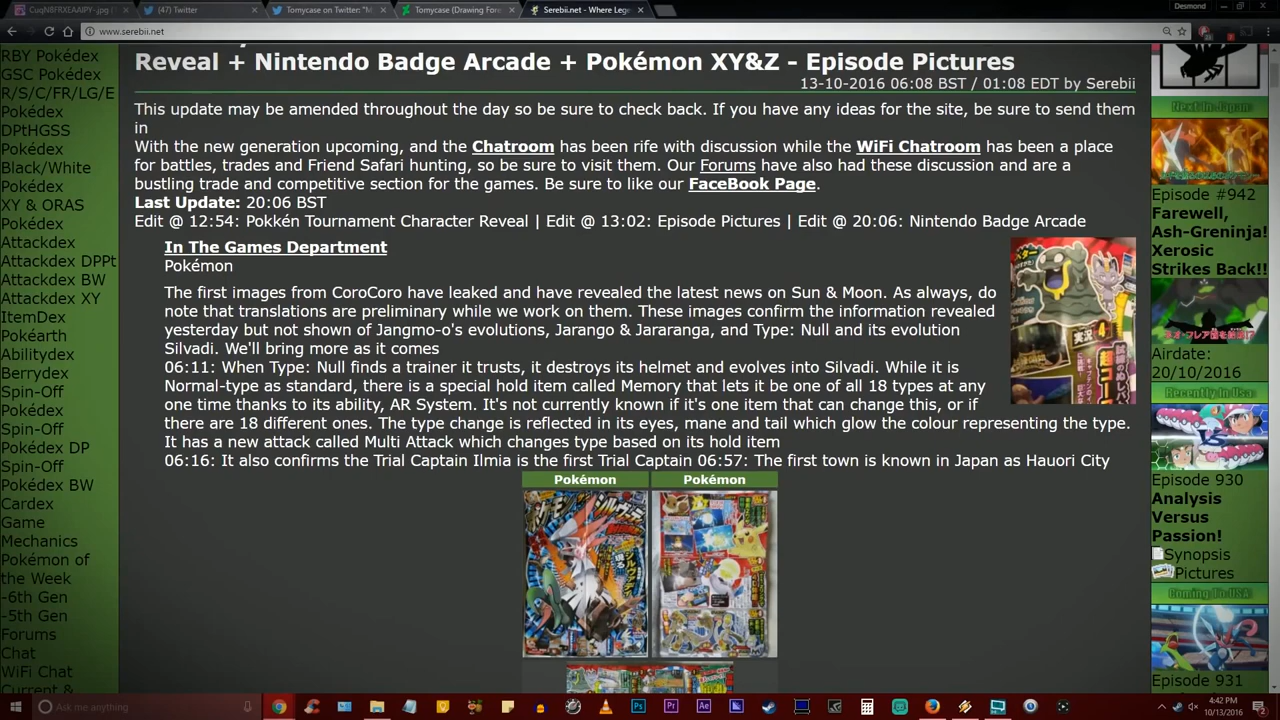 CuqN8FRXEAAIIPY-.jpg
(47) Twitter
Tomycase on Twitter: "M
Tomycase (Drawing Fore
Serebii.net - Where Lege
Desmond
www.serebii.net
RBY Pokédex
GSC Pokédex
R/S/C/FR/LG/E
Pokédex
DPtHGSS
Pokédex
Black/White
Pokédex
XY & ORAS
Pokédex
Attackdex
Attackdex DPPt
Attackdex BW
Attackdex XY
ItemDex
Pokéarth
Abilitydex
Berrydex
Spin-Off
Pokédex
Spin-Off
Pokédex DP
Spin-Off
Pokédex BW
Cardex
Game
Mechanics
Pokémon of
the Week
-6th Gen
-5th Gen
Forums
Chat
WiFi Chat
Current &
Reveal + Nintendo Badge Arcade + Pokémon XY&Z - Episode Pictures
13-10-2016 06:08 BST / 01:08 EDT by Serebii
This update may be amended throughout the day so be sure to check back. If you have any ideas for the site, be sure to send them
in
With the new generation upcoming, and the Chatroom has been rife with discussion while the WiFi Chatroom has been a place
for battles, trades and Friend Safari hunting, so be sure to visit them. Our Forums have also had these discussion and are a
bustling trade and competitive section for the games. Be sure to like our FaceBook Page.
Last Update: 20:06 BST
Edit @ 12:54: Pokkén Tournament Character Reveal | Edit @ 13:02: Episode Pictures | Edit @ 20:06: Nintendo Badge Arcade
In The Games Department
Pokémon
The first images from CoroCoro have leaked and have revealed the latest news on Sun & Moon. As always, do
note that translations are preliminary while we work on them. These images confirm the information revealed
yesterday but not shown of Jangmo-o's evolutions, Jarango & Jararanga, and Type: Null and its evolution
Silvadi. We'll bring more as it comes
06:11: When Type: Null finds a trainer it trusts, it destroys its helmet and evolves into Silvadi. While it is
Normal-type as standard, there is a special hold item called Memory that lets it be one of all 18 types at any
one time thanks to its ability, AR System. It's not currently known if it's one item that can change this, or if
there are 18 different ones. The type change is reflected in its eyes, mane and tail which glow the colour representing the type.
It has a new attack called Multi Attack which changes type based on its hold item
06:16: It also confirms the Trial Captain Ilmia is the first Trial Captain 06:57: The first town is known in Japan as Hauori City
Pokémon
Pokémon
Next In Japan:
Episode #942
Farewell,
Ash-Greninja!
Xerosic
Strikes Back!!
Airdate:
20/10/2016
Recently In Usa:
Episode 930
Analysis
Versus
Passion!
Synopsis
Pictures
Coming To USA:
Episode 931
Ask me anything
4:42 PM
10/13/2016